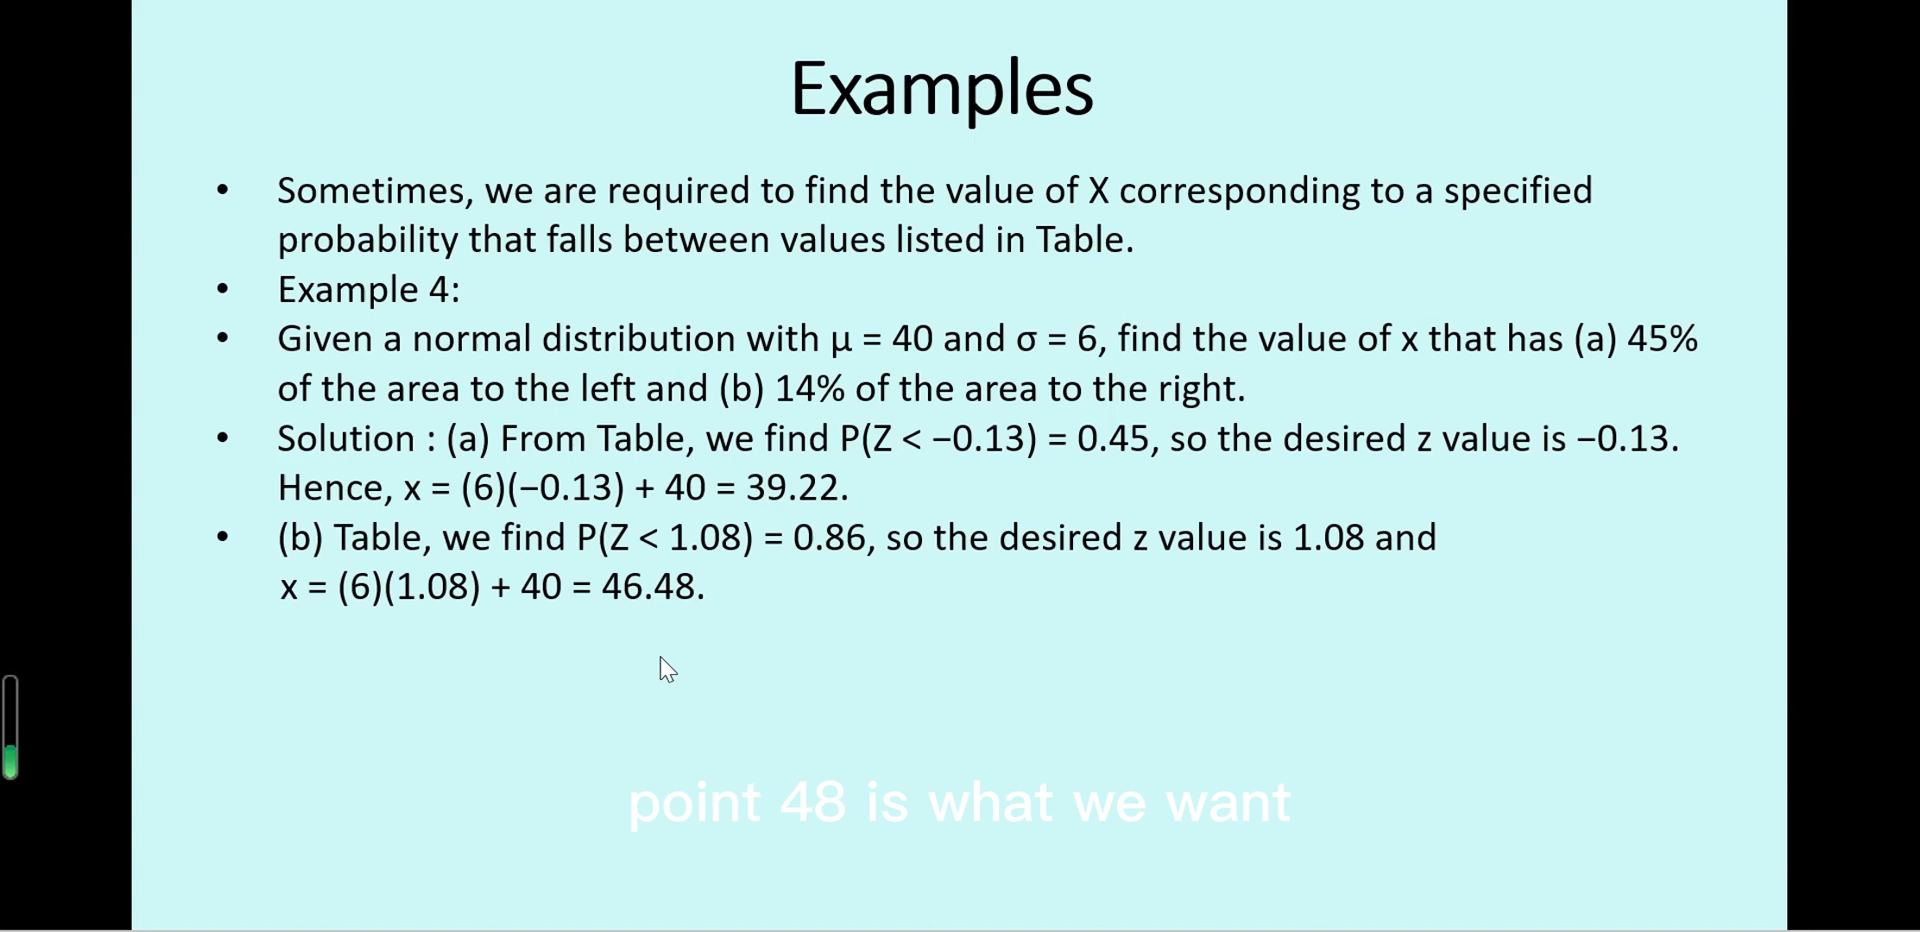 Examples
• Sometimes, we are required to find the value of X corresponding to a specified
probability that falls between values listed in Table.
• Example 4:
• Given a normal distribution with μ = 40 and σ = 6, find the value of x that has (a) 45%
of the area to the left and (b) 14% of the area to the right.
• Solution : (a) From Table, we find P(Z < −0.13) = 0.45, so the desired z value is −0.13.
Hence, x = (6)(−0.13) + 40 = 39.22.
• (b) Table, we find P(Z < 1.08) = 0.86, so the desired z value is 1.08 and
x = (6)(1.08) + 40 = 46.48.
point 48 is what we want